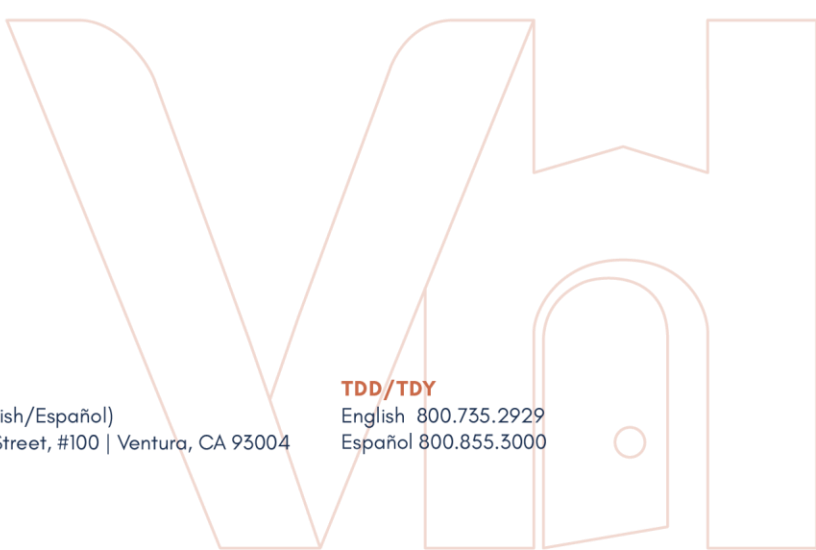 ish/Español)
Street, #100 | Ventura, CA 93004
TDD/TDY
English 800.735.2929
Español 800.855.3000